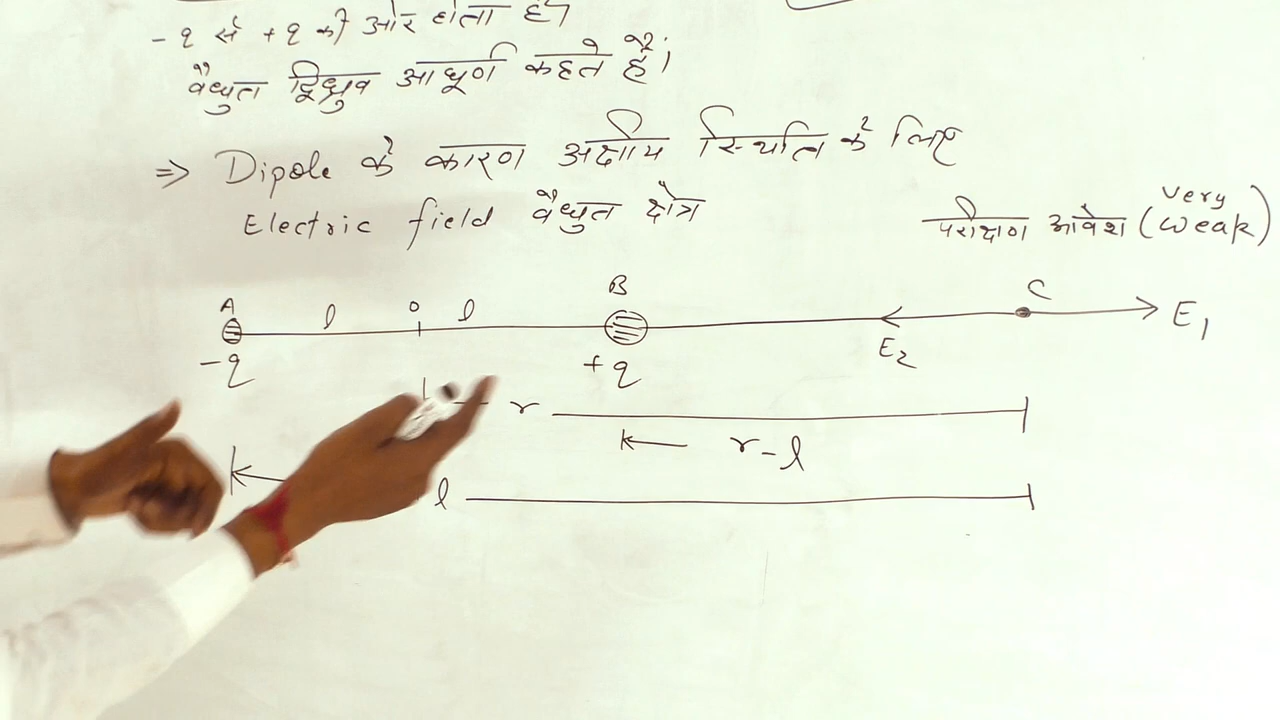 -q से +q की ओर होता है।
वैधुत द्विध्रुव आघूर्ण कहते हैं।
⇒ Dipole के कारण अक्षीय स्थिति के लिए
Electric field वैधुत क्षेत्र
परीक्षण आवेश (very weak)
A l o l B C E1
-q +q E2
r
r-l
l